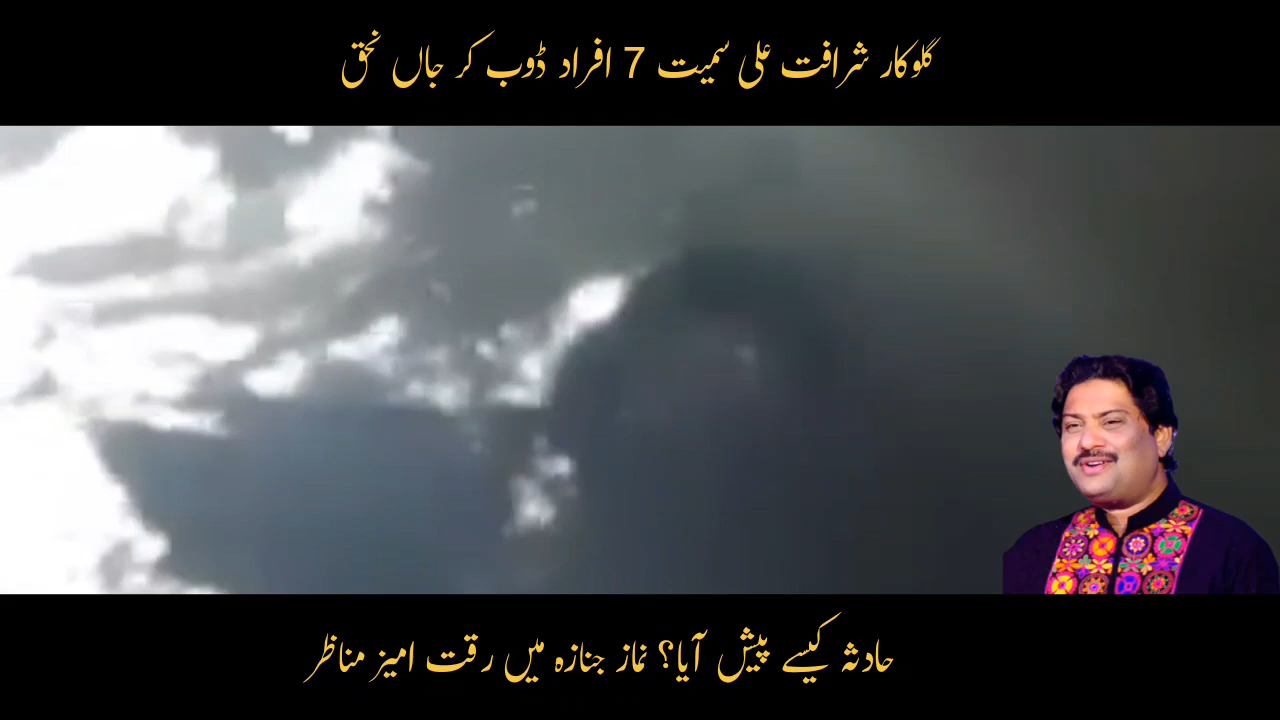 گلوکار شرافت علی سمیت 7 افراد ڈوب کر جاں بحق
حادثہ کیسے پیش آیا؟ نماز جنازہ میں رقت امیز مناظر